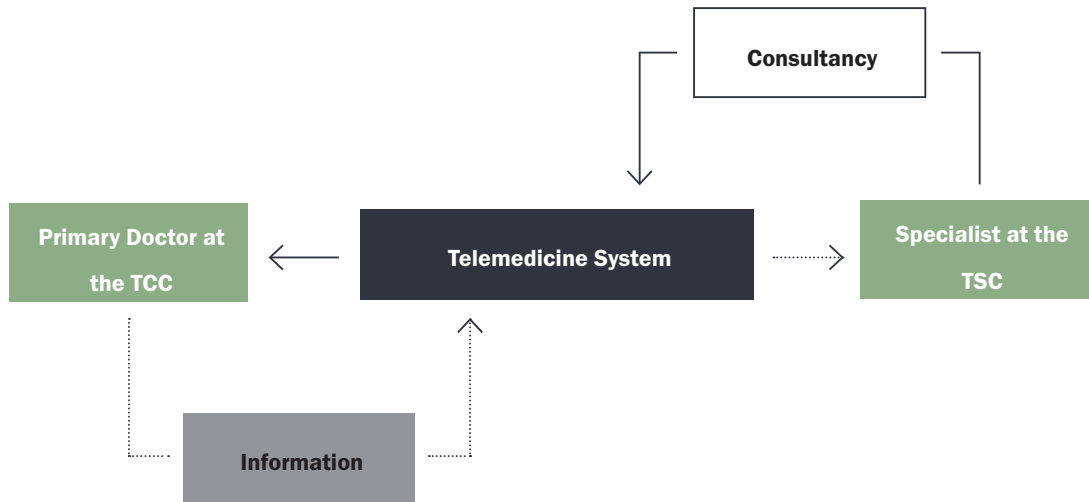 Consultancy
Primary Doctor at
the TCC
Telemedicine System
Specialist at the
TSC
Information